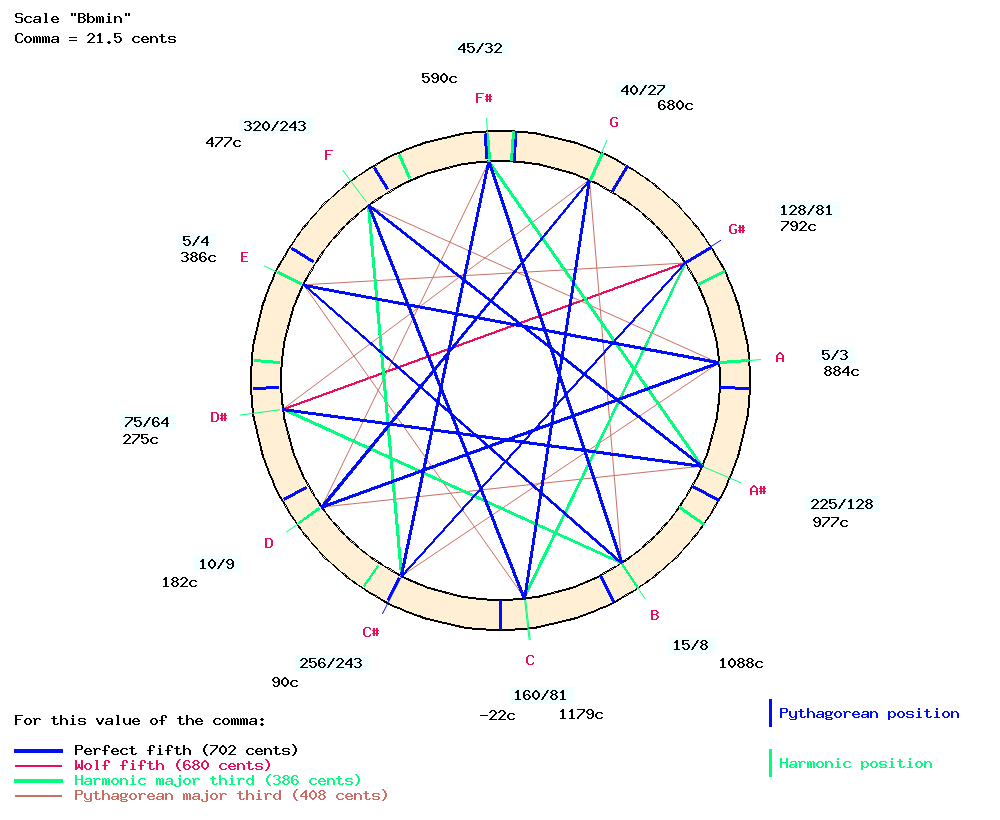 Scale "Bbmin"
Comma = 21.5 cents
45/32
590c
F#
40/27
680c
G
320/243
477c
F
128/81
792c
G#
5/4
386c
E
5/3
884c
A
75/64
275c
D#
225/128
977c
A#
10/9
182c
D
256/243
90c
C#
15/8
1088c
B
C
160/81
-22c 1179c
For this value of the comma:
Perfect fifth (702 cents)
Wolf fifth (680 cents)
Harmonic major third (386 cents)
Pythagorean major third (408 cents)
Pythagorean position
Harmonic position